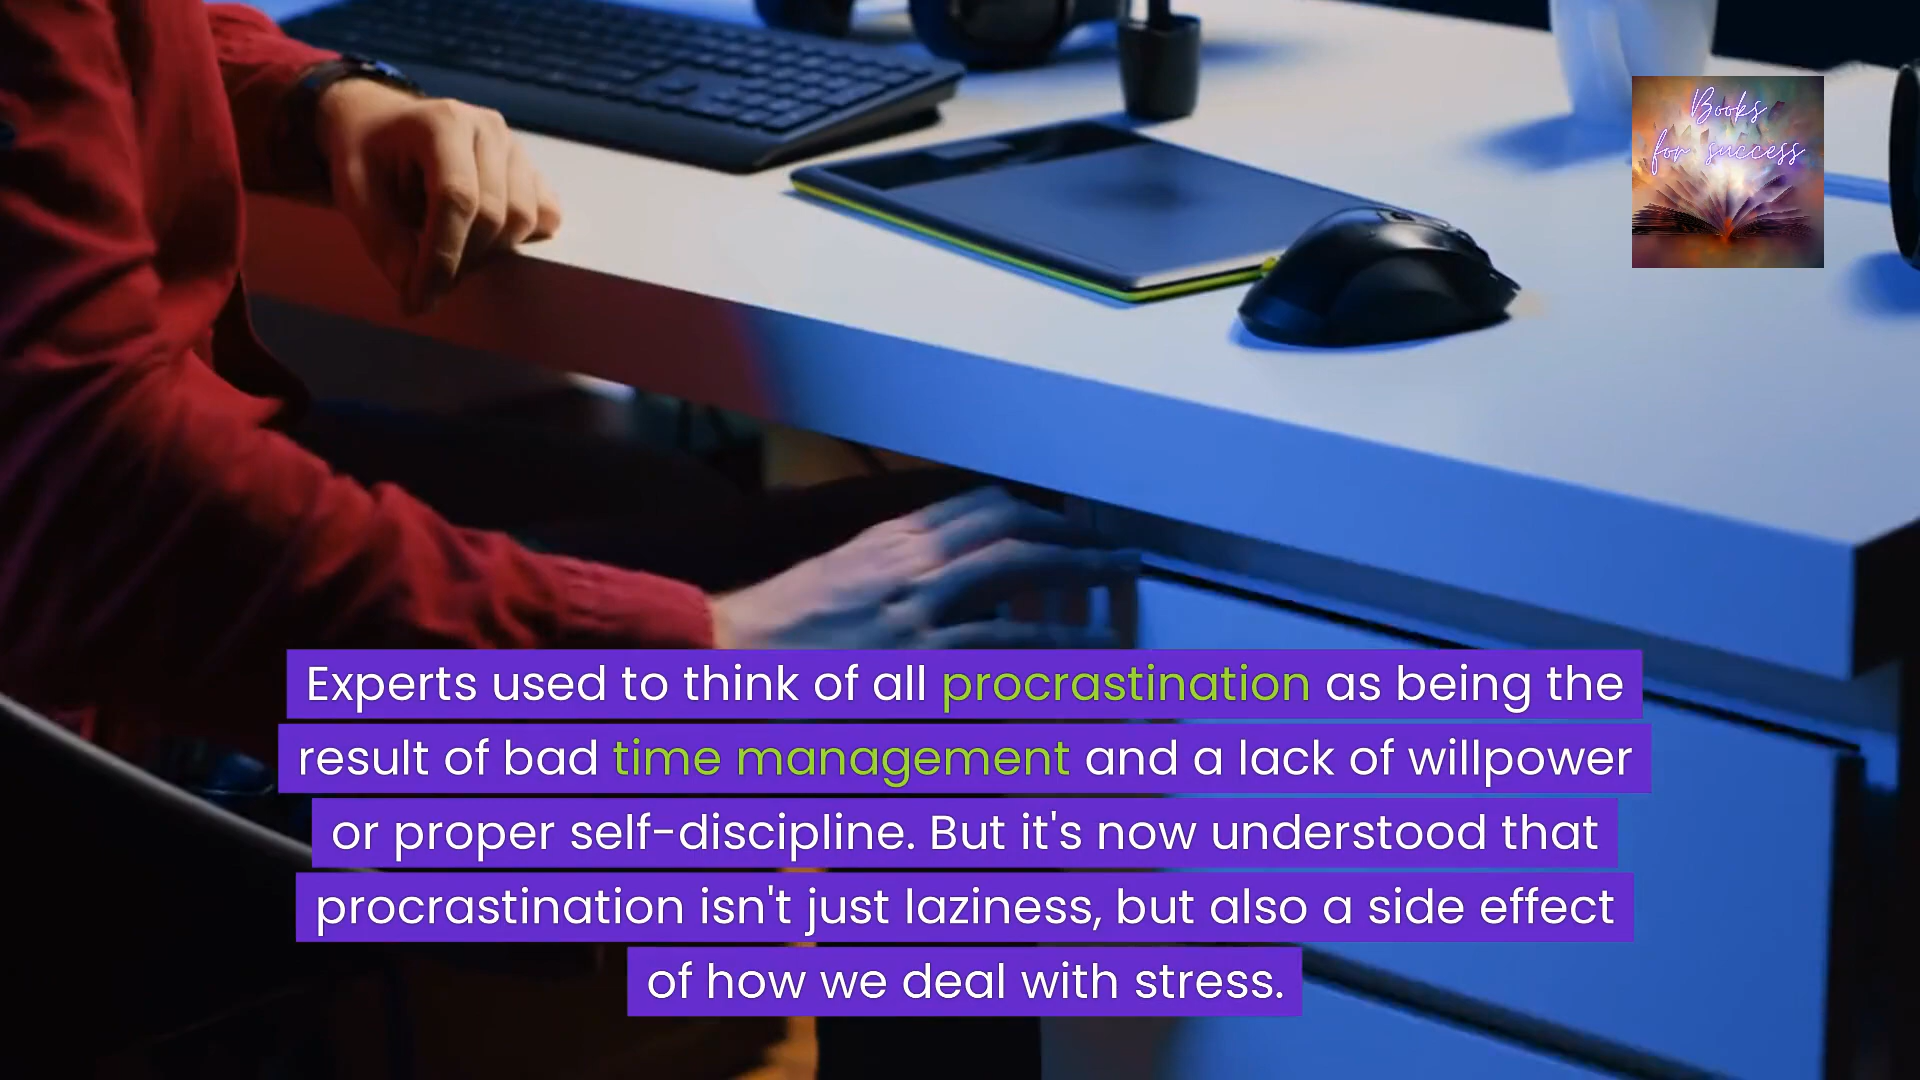 Books
for success
Experts used to think of all procrastination as being the
result of bad time management and a lack of willpower
or proper self-discipline. But it's now understood that
procrastination isn't just laziness, but also a side effect
of how we deal with stress.